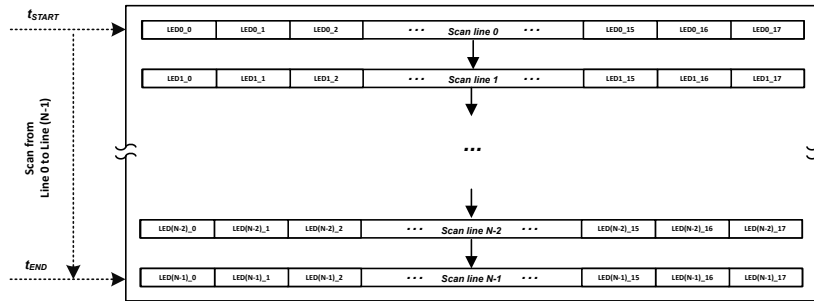 tSTART
LED0_0 LED0_1 LED0_2 ··· Scan line 0 ··· LED0_15 LED0_16 LED0_17
LED1_0 LED1_1 LED1_2 ··· Scan line 1 ··· LED1_15 LED1_16 LED1_17
Scan from
Line 0 to Line (N-1)
...
LED(N-2)_0 LED(N-2)_1 LED(N-2)_2 ··· Scan line N-2 ··· LED(N-2)_15 LED(N-2)_16 LED(N-2)_17
tEND
LED(N-1)_0 LED(N-1)_1 LED(N-1)_2 ··· Scan line N-1 ··· LED(N-1)_15 LED(N-1)_16 LED(N-1)_17